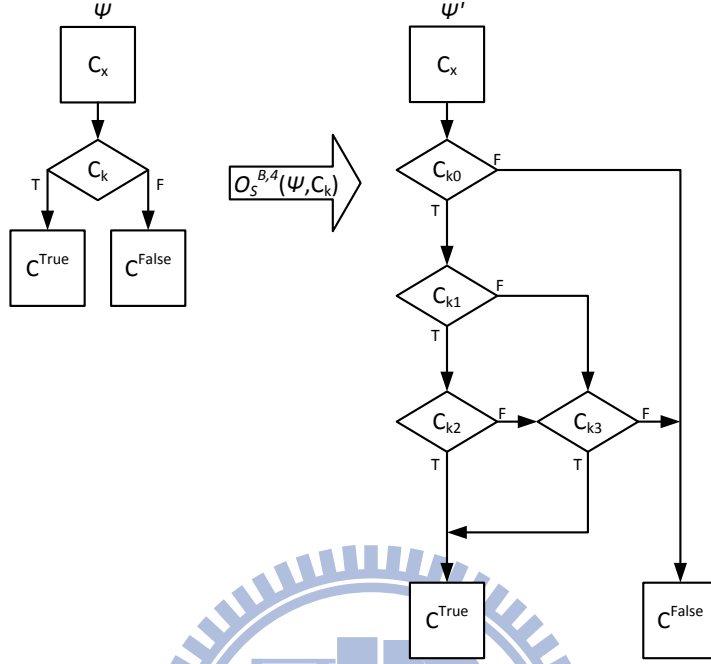 Ψ
C_x
C_k
T
F
C^True
C^False
O_S^B,4(Ψ,C_k)
Ψ'
C_x
C_k0
F
T
C_k1
F
T
C_k2
F
C_k3
F
T
T
C^True
C^False